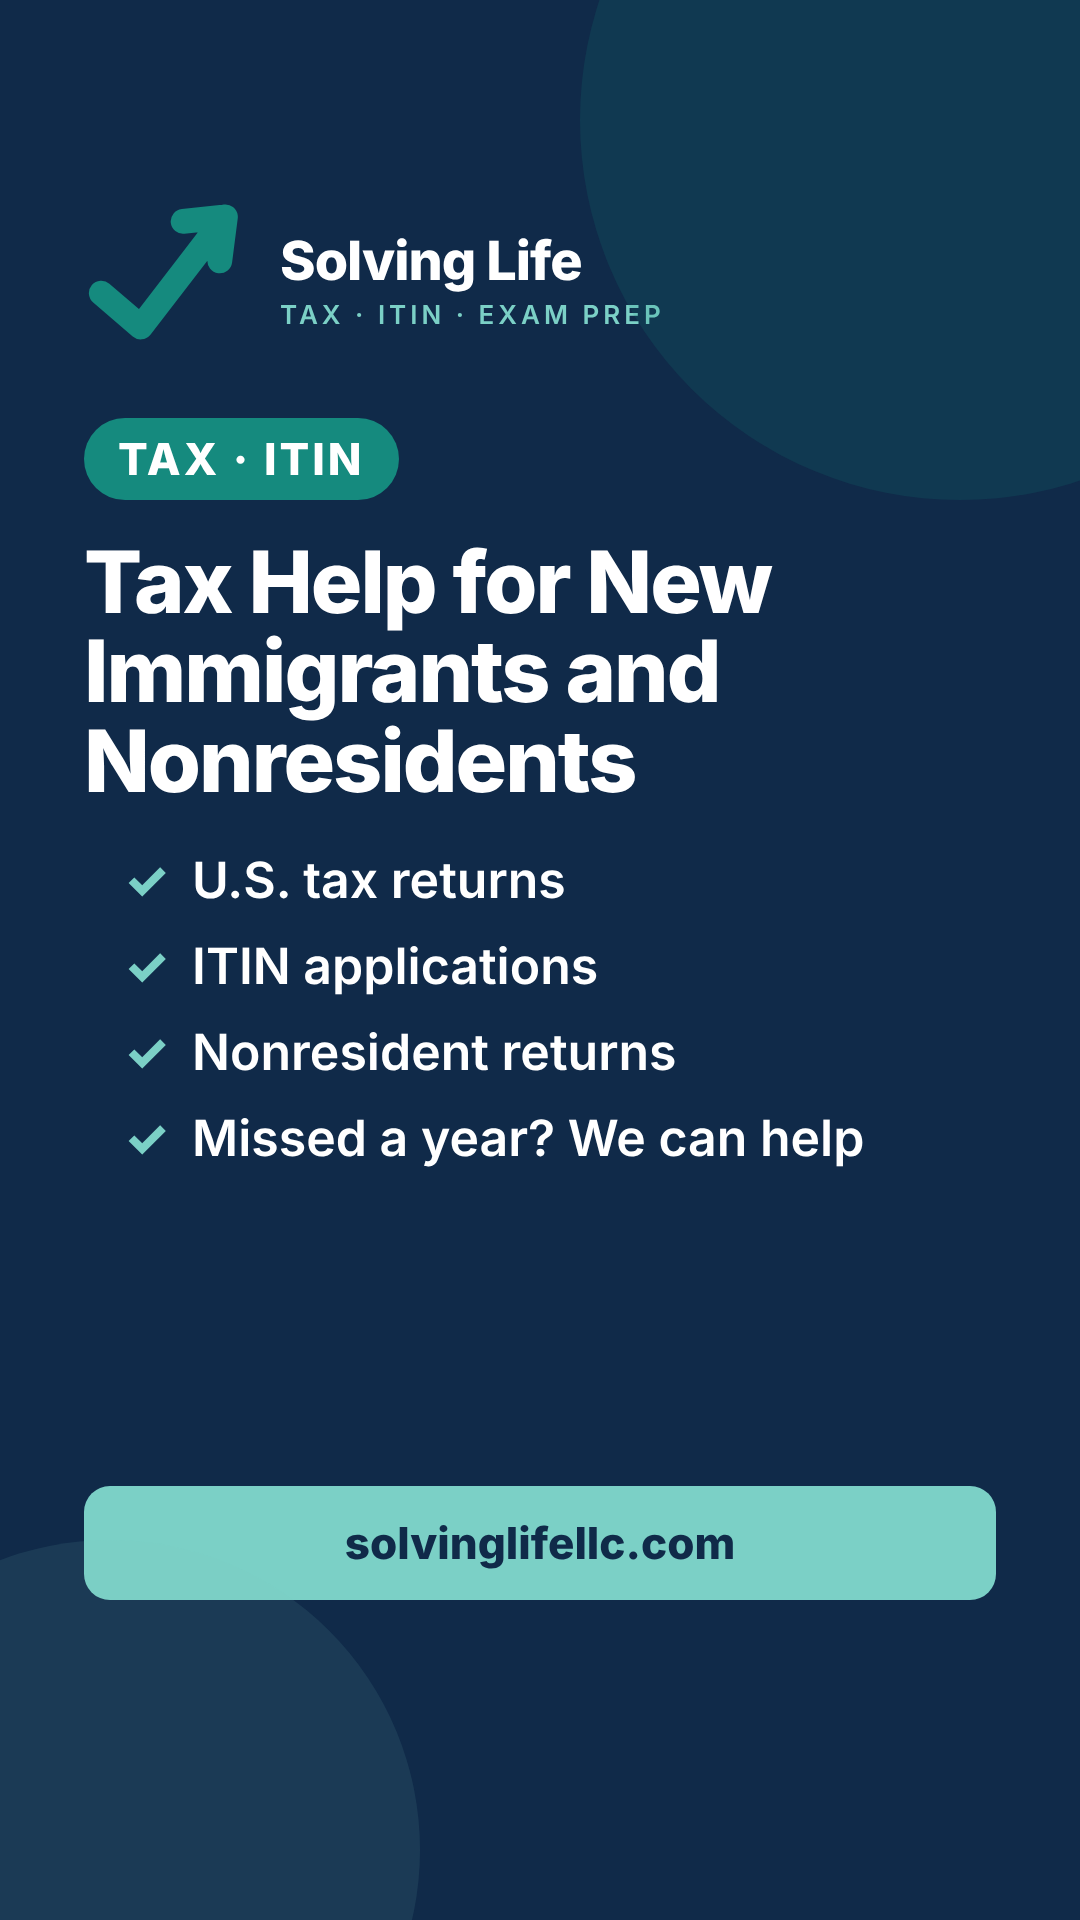 Solving Life
TAX · ITIN · EXAM PREP
TAX · ITIN
Tax Help for New
Immigrants and
Nonresidents
U.S. tax returns
ITIN applications
Nonresident returns
Missed a year? We can help
solvinglifellc.com